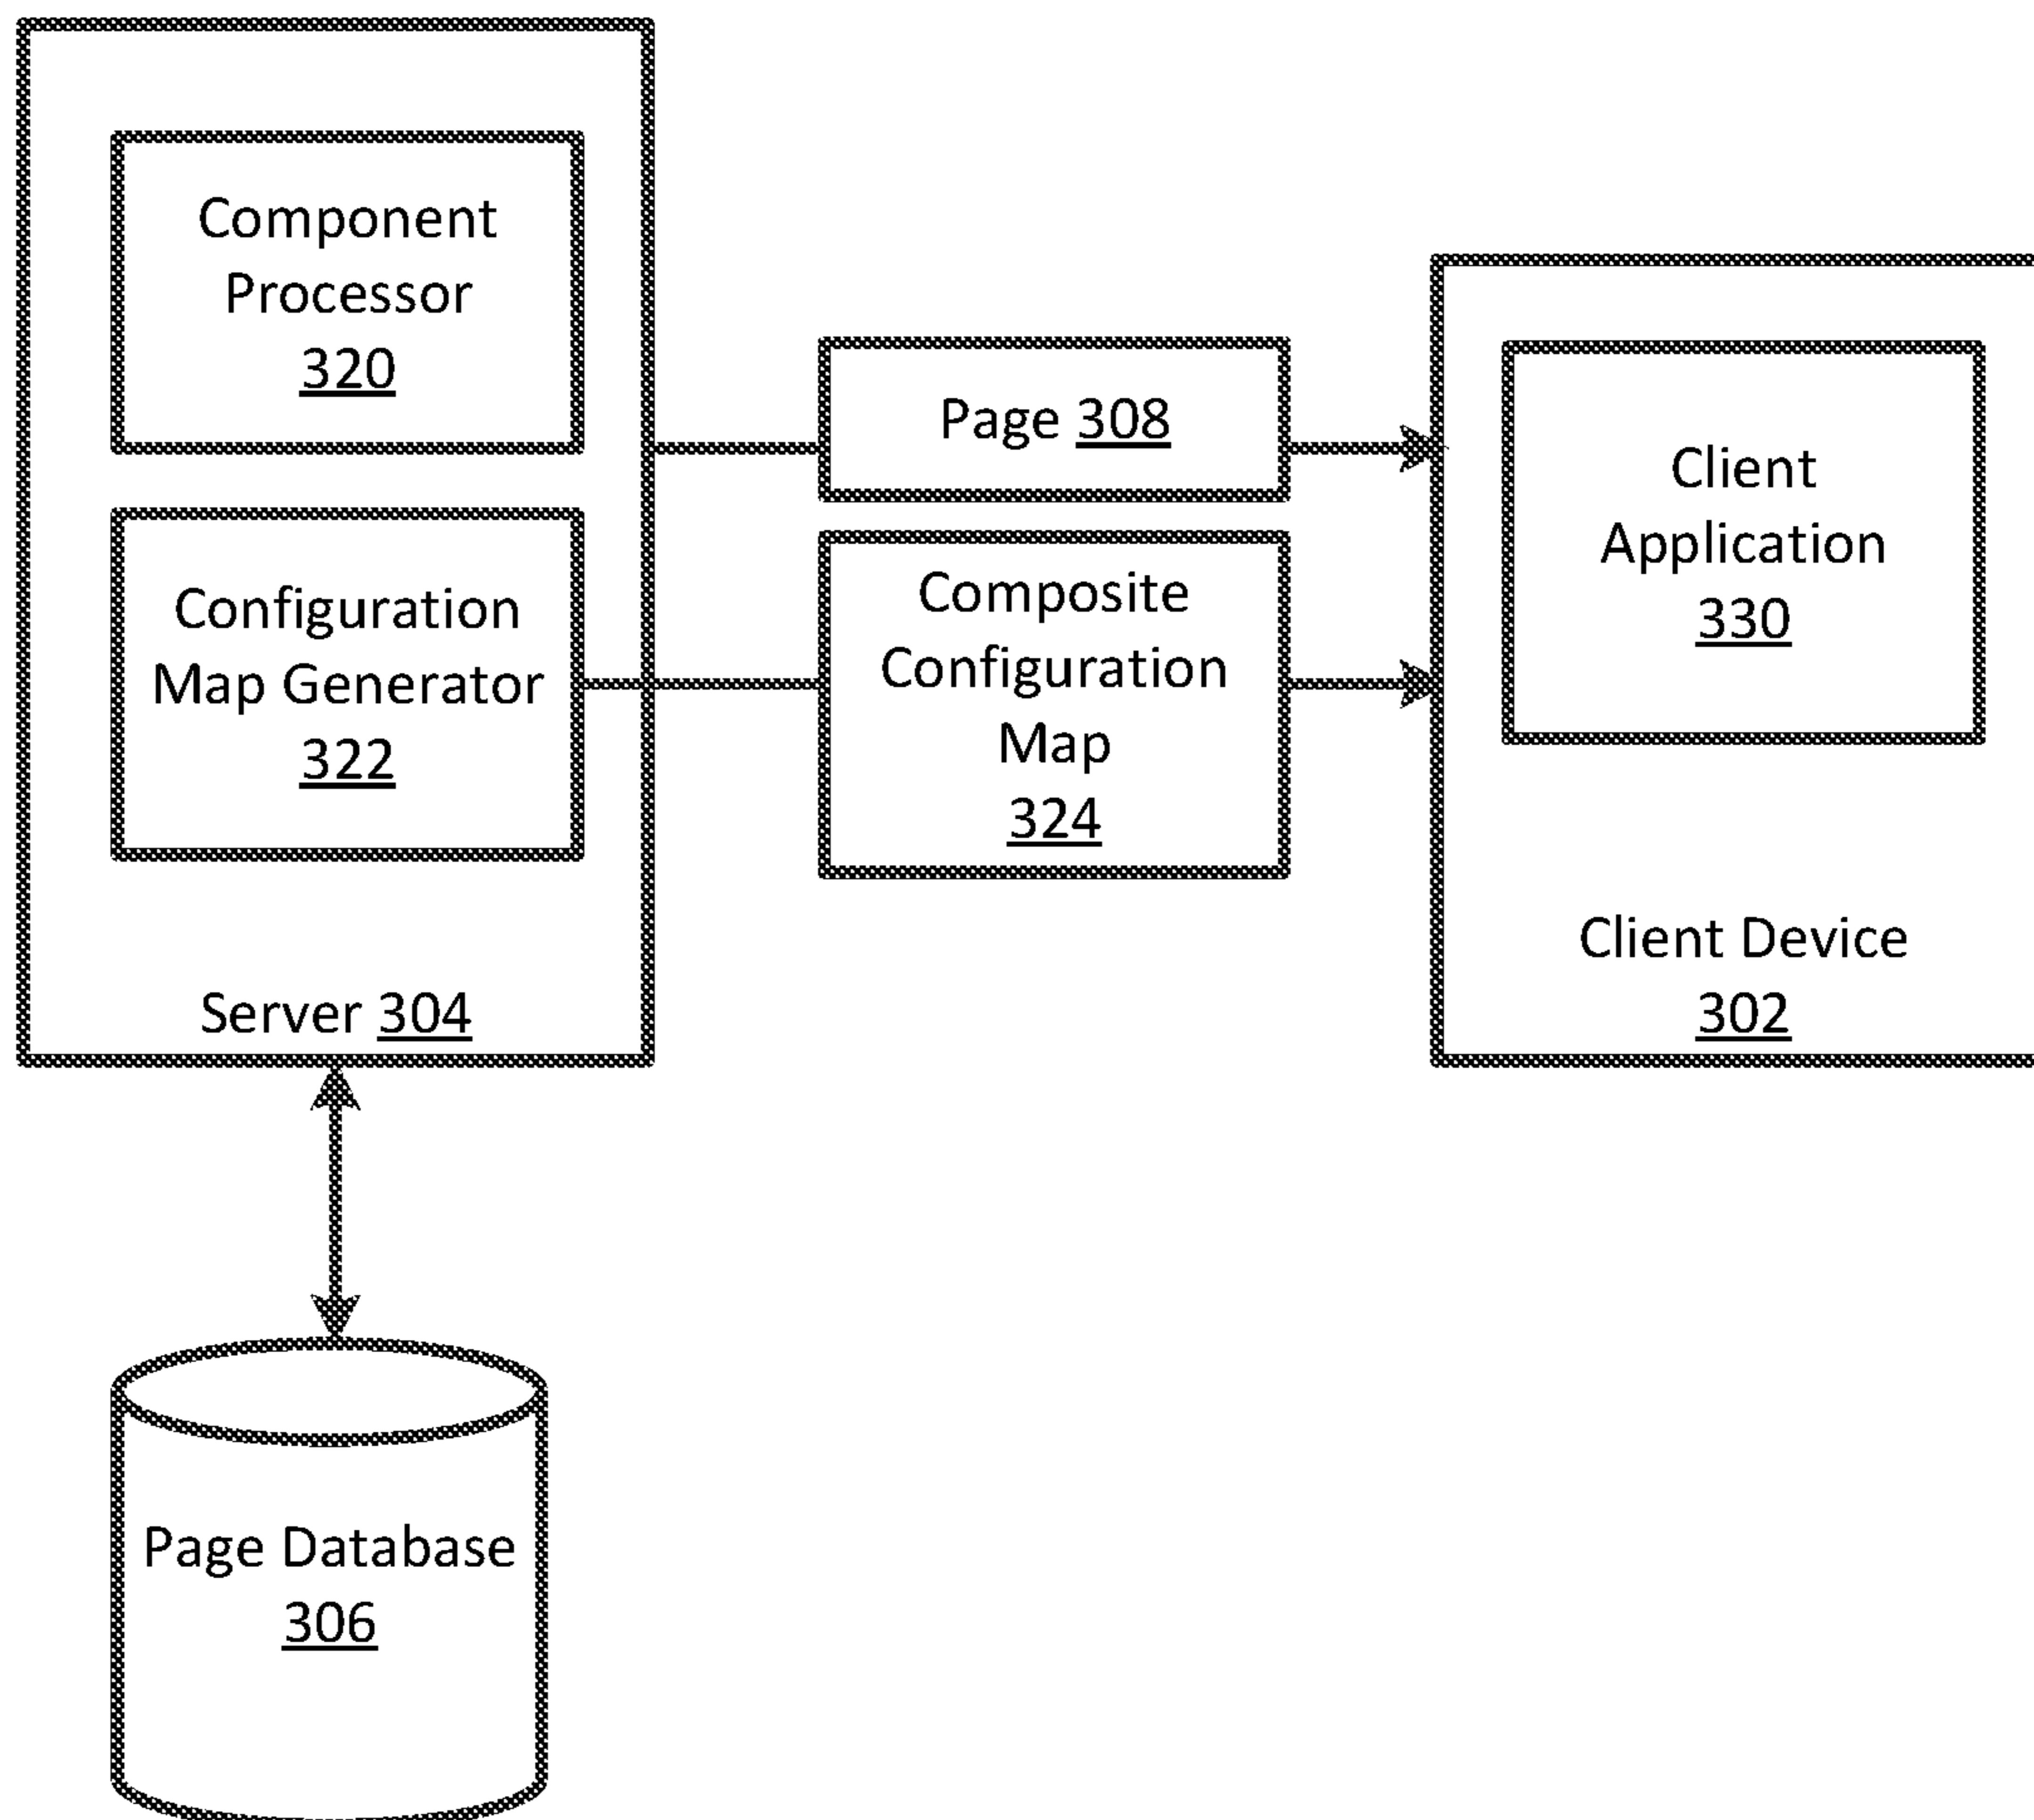 Component
Processor
320
Configuration
Map Generator
322
Server 304
Page 308
Composite
Configuration
Map
324
Client
Application
330
Client Device
302
Page Database
306